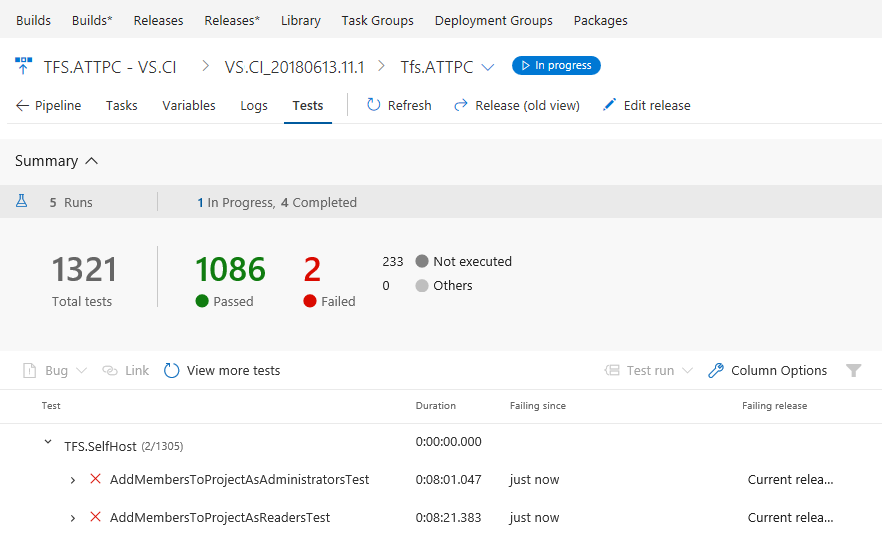 Builds Builds* Releases Releases* Library Task Groups Deployment Groups Packages
TFS.ATTPC - VS.CI > VS.CI_20180613.11.1 > Tfs.ATTPC In progress
Pipeline Tasks Variables Logs Tests Refresh Release (old view) Edit release
Summary
5 Runs 1 In Progress, 4 Completed
1321 1086 2 233 Not executed
Total tests Passed Failed 0 Others
Bug Link View more tests Test run Column Options
Test Duration Failing since Failing release
TFS.SelfHost (2/1305) 0:00:00.000
AddMembersToProjectAsAdministratorsTest 0:08:01.047 just now Current relea...
AddMembersToProjectAsReadersTest 0:08:21.383 just now Current relea...